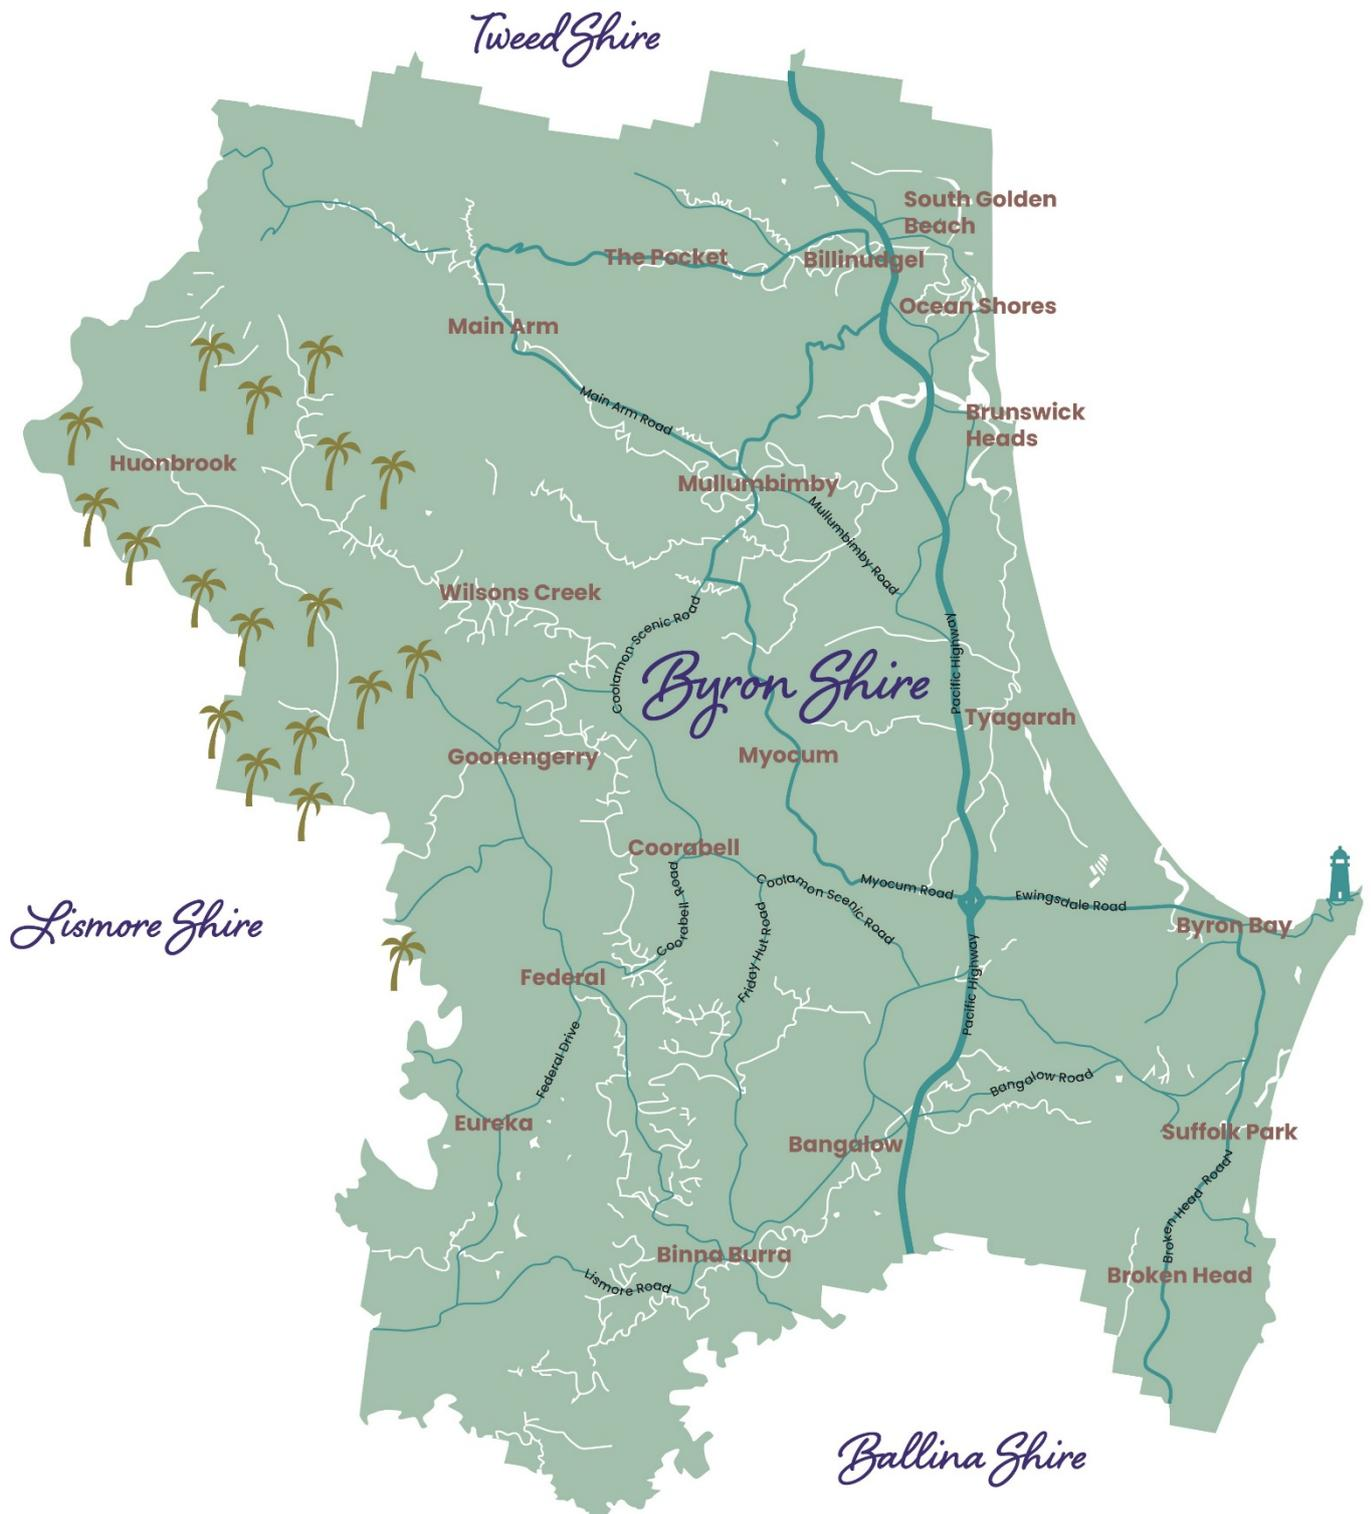 Tweed Shire
South Golden
Beach
The Pocket
Billinudgel
Ocean Shores
Main Arm
Main Arm Road
Brunswick
Heads
Huonbrook
Mullumbimby
Mullumbimby Road
Wilsons Creek
Coolamon Scenic Road
Pacific Highway
Byron Shire
Tyagarah
Goonengerry
Myocum
Coorabell
Coorabell Road
Coolamon Scenic Road
Myocum Road
Ewingsdale Road
Lismore Shire
Byron Bay
Friday Hut Road
Federal
Pacific Highway
Federal Drive
Bangalow Road
Eureka
Bangalow
Suffolk Park
Broken Head Road
Binna Burra
Lismore Road
Broken Head
Ballina Shire